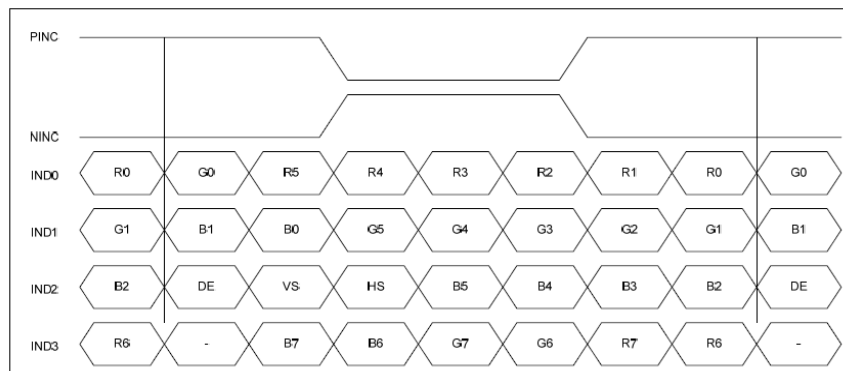 PINC
NINC
IND0 R0 G0 R5 R4 R3 R2 R1 R0 G0
IND1 G1 B1 B0 G5 G4 G3 G2 G1 B1
IND2 B2 DE VS HS B5 B4 B3 B2 DE
IND3 R6 - B7 B6 G7 G6 R7 R6 -